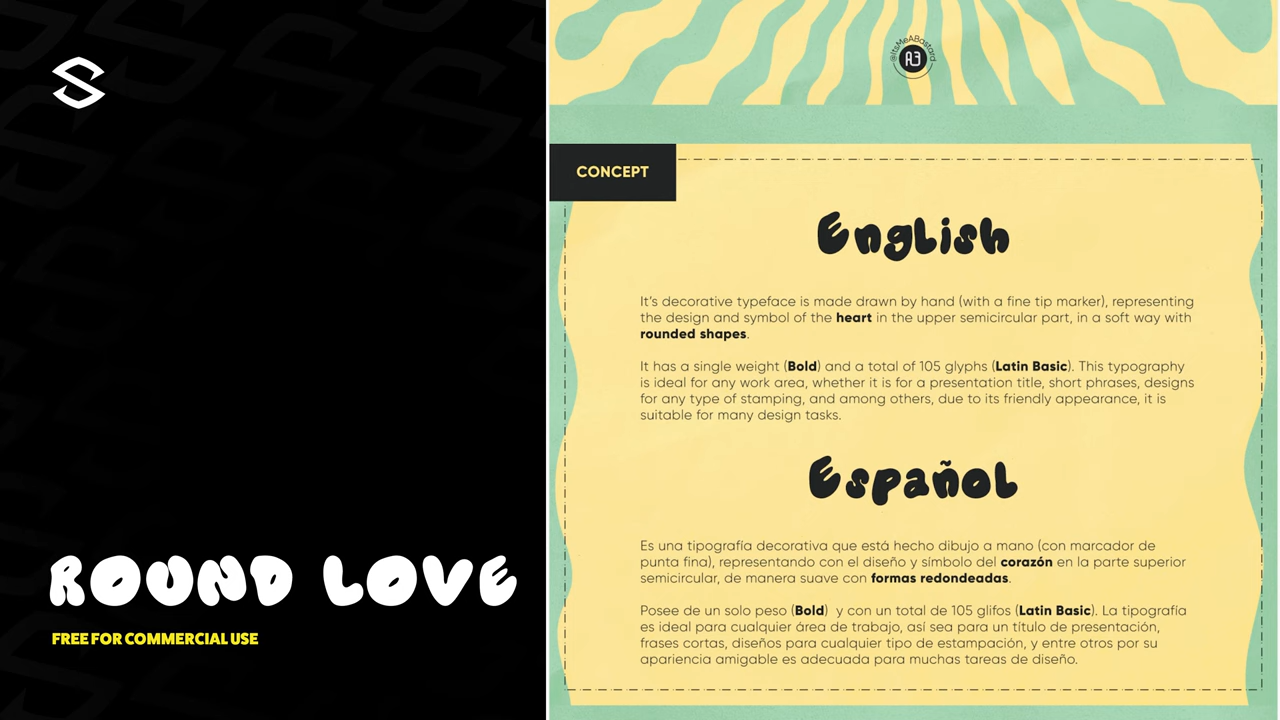 ROUND LOVE
FREE FOR COMMERCIAL USE
@ItsMeABastard
CONCEPT
English
It's decorative typeface is made drawn by hand (with a fine tip marker), representing
the design and symbol of the heart in the upper semicircular part, in a soft way with
rounded shapes.
It has a single weight (Bold) and a total of 105 glyphs (Latin Basic). This typography
is ideal for any work area, whether it is for a presentation title, short phrases, designs
for any type of stamping, and among others, due to its friendly appearance, it is
suitable for many design tasks.
Español
Es una tipografía decorativa que está hecho dibujo a mano (con marcador de
punta fina), representando con el diseño y símbolo del corazón en la parte superior
semicircular, de manera suave con formas redondeadas.
Posee de un solo peso (Bold) y con un total de 105 glifos (Latin Basic). La tipografía
es ideal para cualquier área de trabajo, así sea para un título de presentación,
frases cortas, diseños para cualquier tipo de estampación, y entre otros por su
apariencia amigable es adecuada para muchas tareas de diseño.